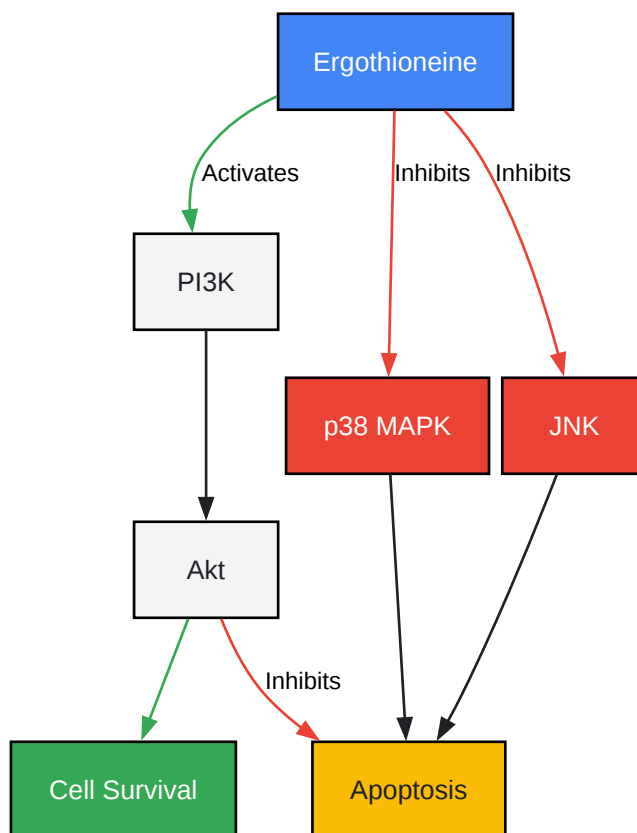 Ergothioneine
Activates
Inhibits
Inhibits
PI3K
p38 MAPK
JNK
Akt
Inhibits
Cell Survival
Apoptosis